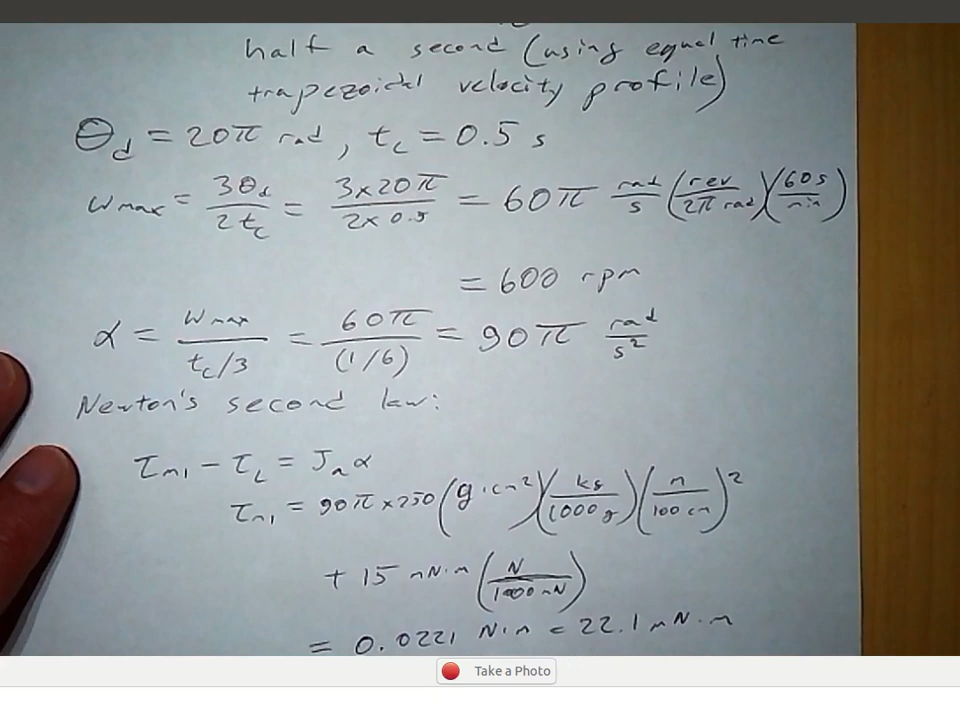 half a second (using equal time
trapezoidal velocity profile)
Θd = 20π rad, tc = 0.5 s
ωmax = 3θd / 2tc = 3×20π / 2×0.5 = 60π rad/s (rev / 2π rad)(60 s / min)
= 600 rpm
α = ωmax / tc/3 = 60π / (1/6) = 90π rad/s²
Newton's second law:
τm1 − τL = Jm α
τm1 = 90π×250 (g·cm²)(kg / 1000 g)(m / 100 cm)²
+ 15 mN·m (N / 1000 mN)
= 0.0221 N·m = 22.1 mN·m
Take a Photo